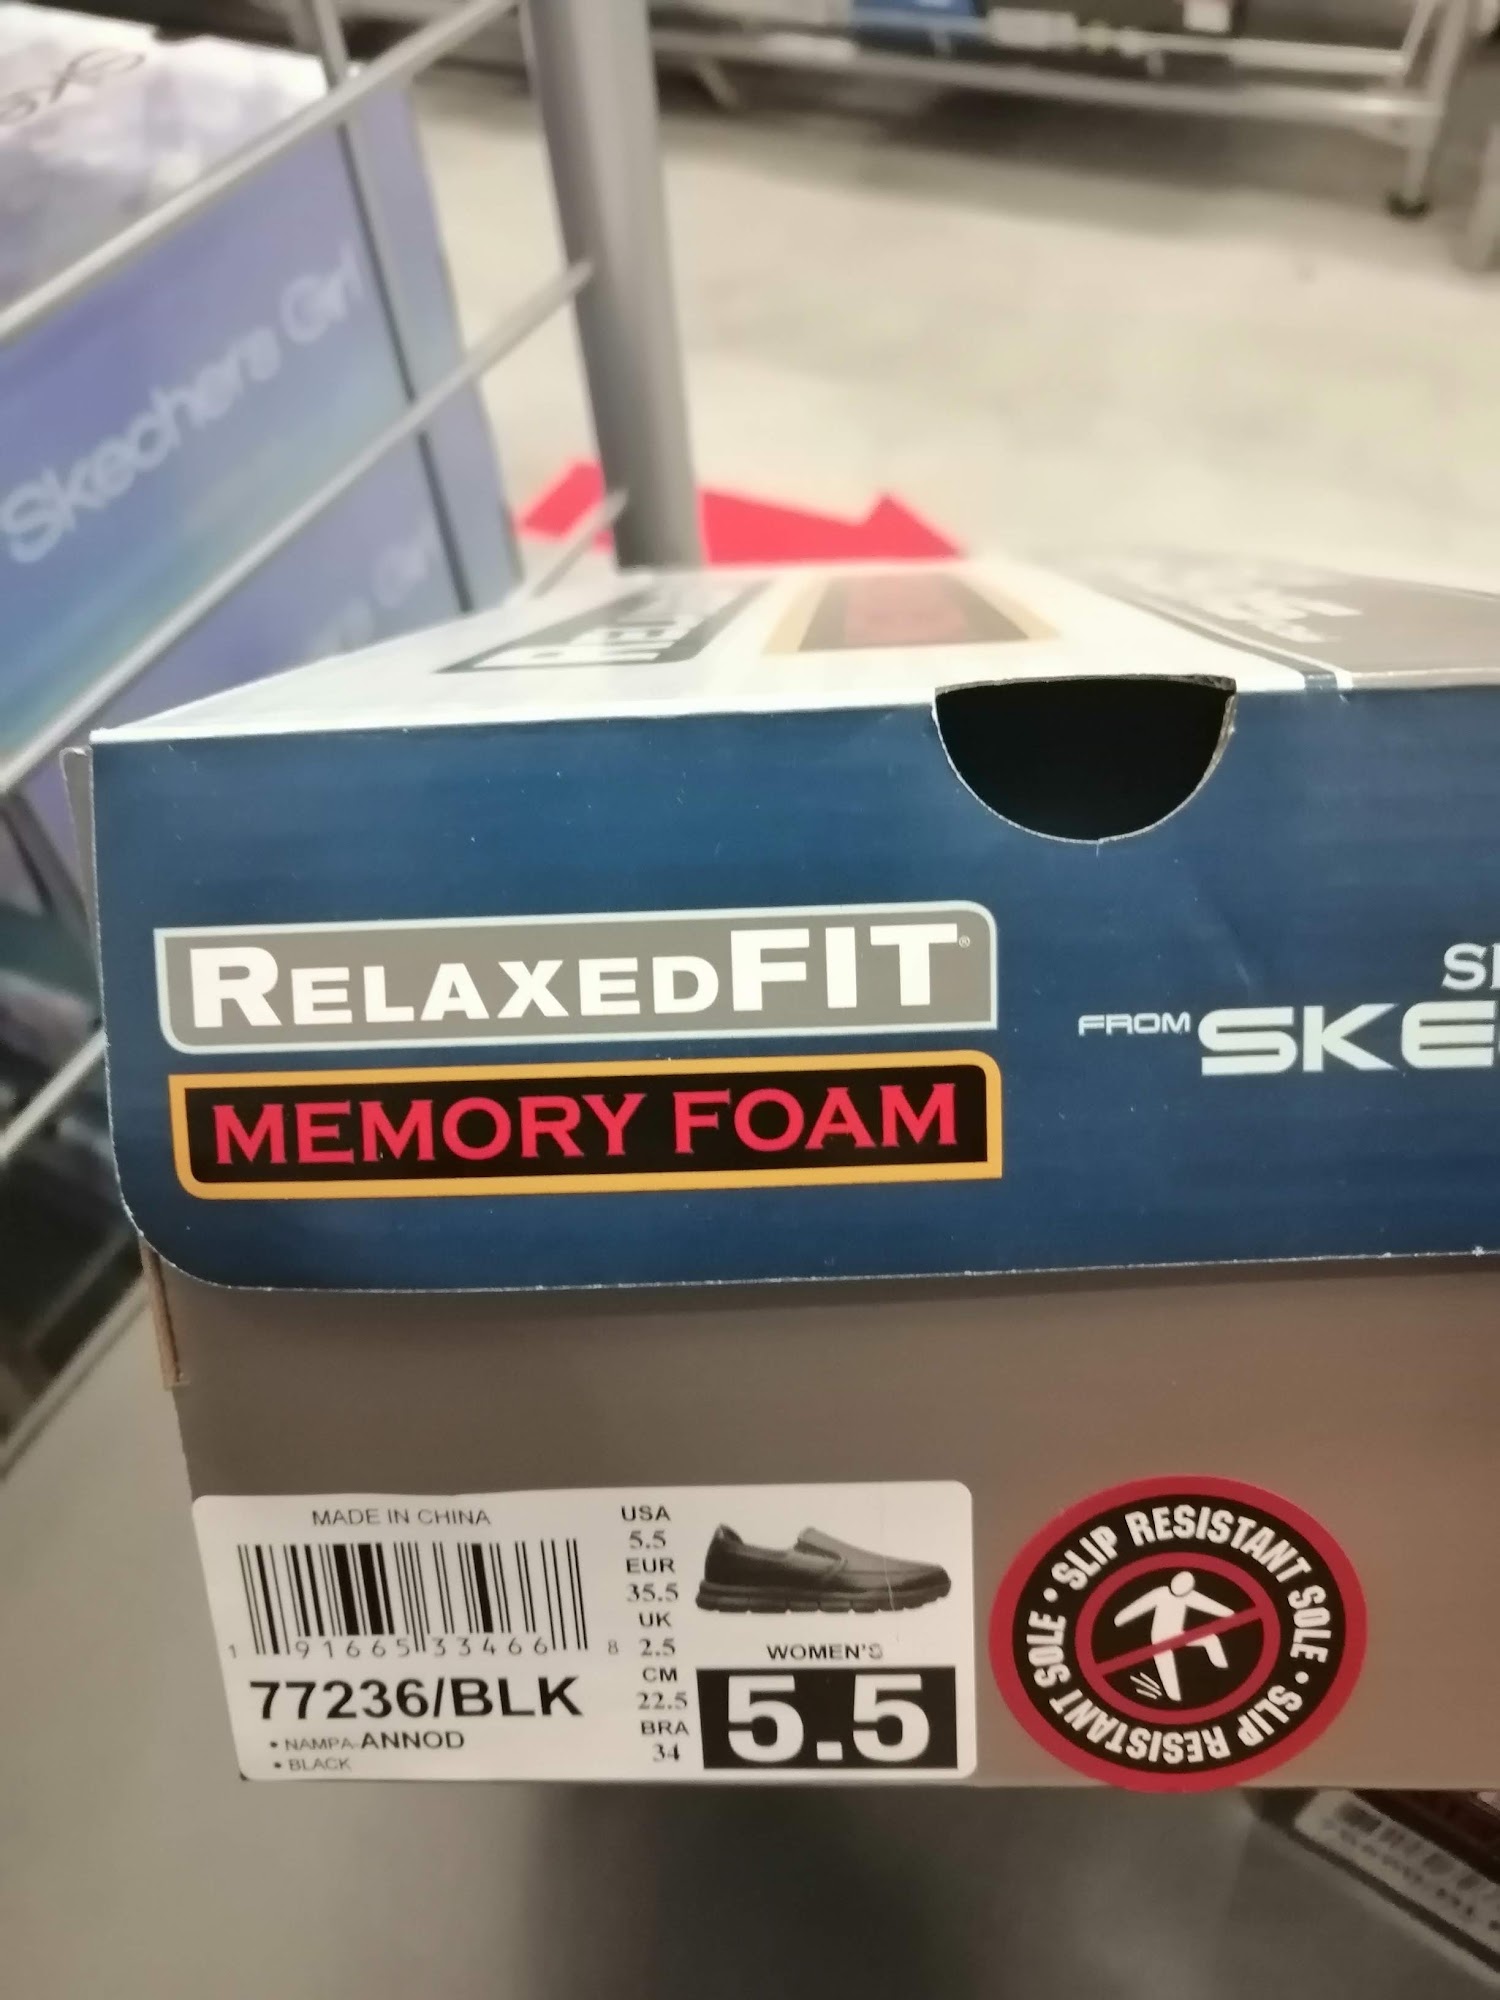 Skechers Girl
RELAXEDFIT®
MEMORY FOAM
FROM SKE
MADE IN CHINA
1 91665 33466 8
77236/BLK
• NAMPA-ANNOD
• BLACK
USA
5.5
EUR
35.5
UK
2.5
CM
22.5
BRA
34
WOMEN'S
5.5
SLIP RESISTANT SOLE • SLIP RESISTANT SOLE •